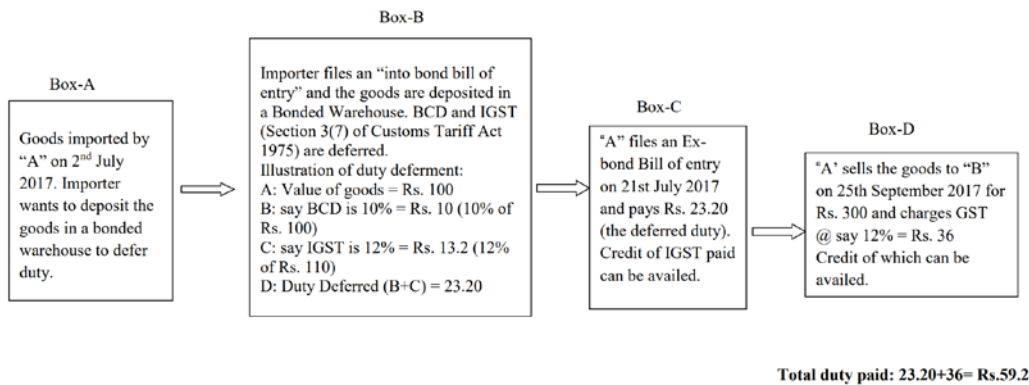 Box-A
Goods imported by
“A” on 2nd July
2017. Importer
wants to deposit the
goods in a bonded
warehouse to defer
duty.
Box-B
Importer files an “into bond bill of
entry” and the goods are deposited in
a Bonded Warehouse. BCD and IGST
(Section 3(7) of Customs Tariff Act
1975) are deferred.
Illustration of duty deferment:
A: Value of goods = Rs. 100
B: say BCD is 10% = Rs. 10 (10% of
Rs. 100)
C: say IGST is 12% = Rs. 13.2 (12%
of Rs. 110)
D: Duty Deferred (B+C) = 23.20
Box-C
“A” files an Ex-
bond Bill of entry
on 21st July 2017
and pays Rs. 23.20
(the deferred duty).
Credit of IGST paid
can be availed.
Box-D
“A’ sells the goods to “B”
on 25th September 2017 for
Rs. 300 and charges GST
@ say 12% = Rs. 36
Credit of which can be
availed.
Total duty paid: 23.20+36= Rs.59.2